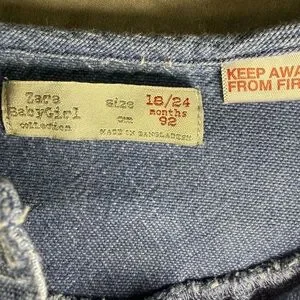 Zara
BabyGirl
collection
size
cm
18/24
months
92
MADE IN BANGLADESH
KEEP AWA
FROM FIR